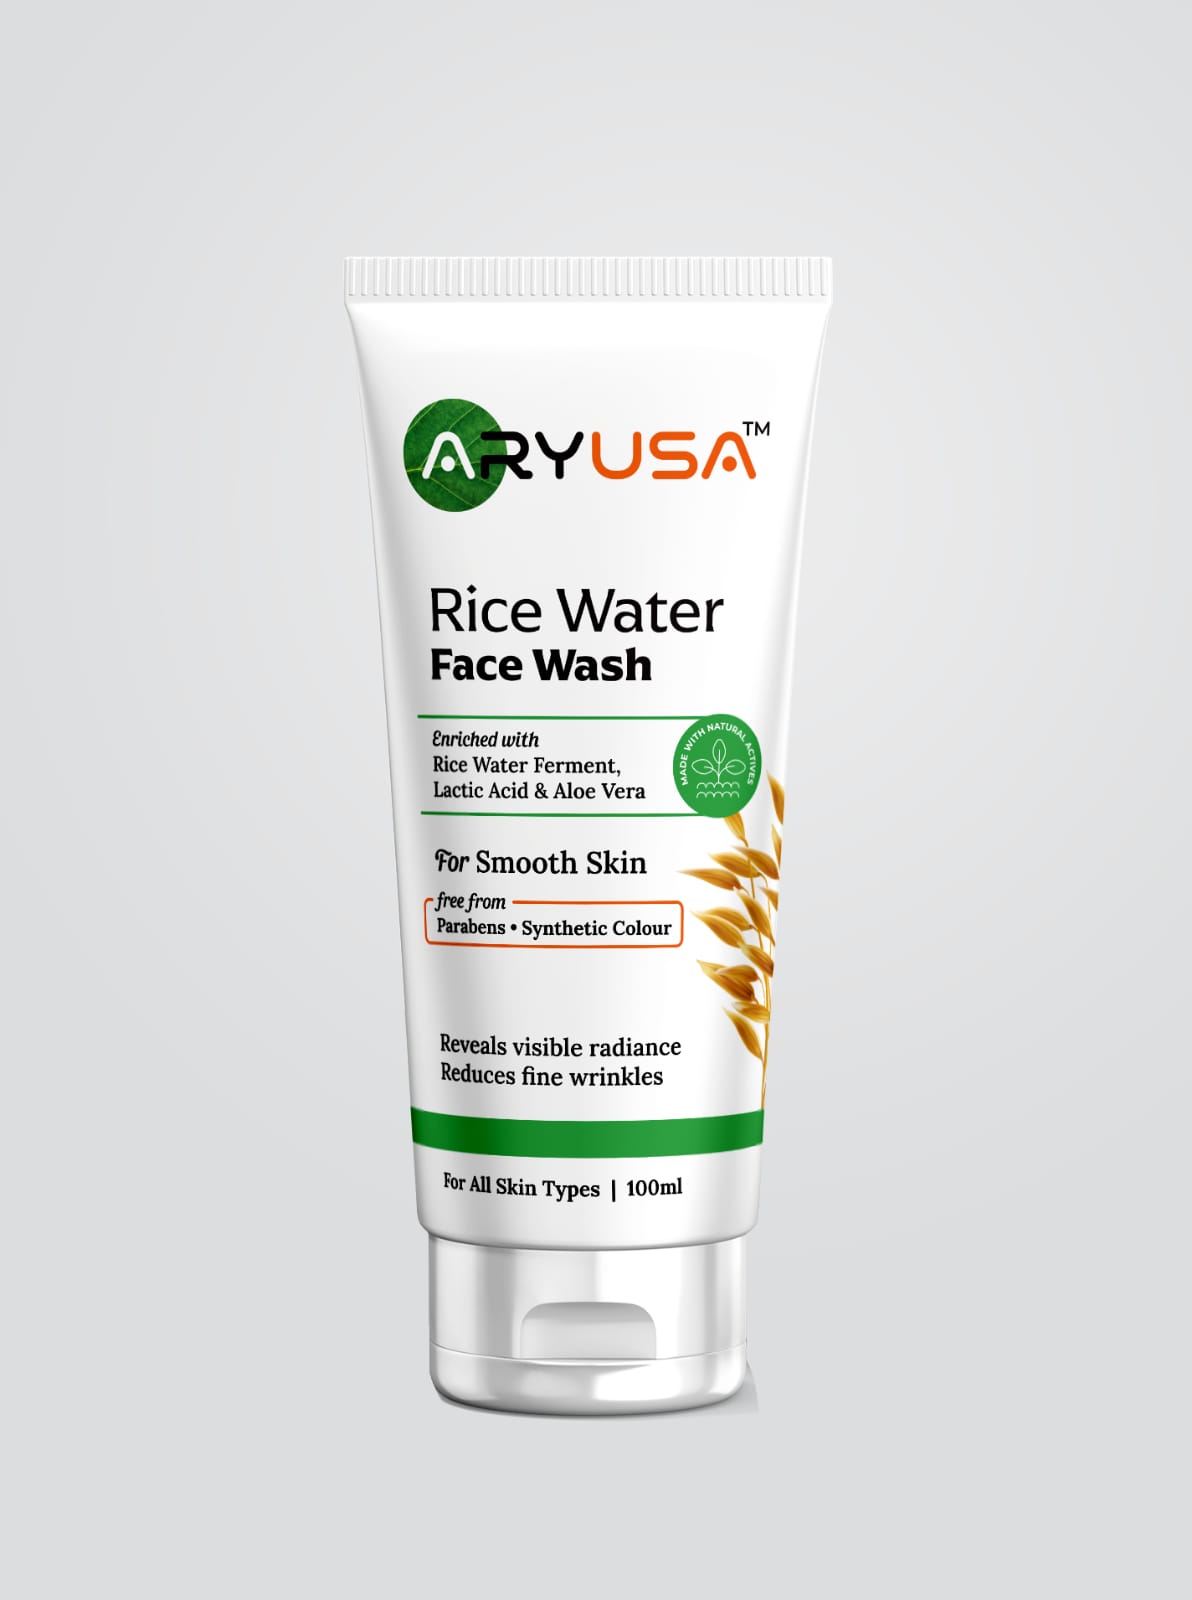 ARYUSA™
Rice Water
Face Wash
Enriched with
Rice Water Ferment,
Lactic Acid & Aloe Vera
MADE WITH NATURAL ACTIVES
For Smooth Skin
free from
Parabens • Synthetic Colour
Reveals visible radiance
Reduces fine wrinkles
For All Skin Types | 100ml